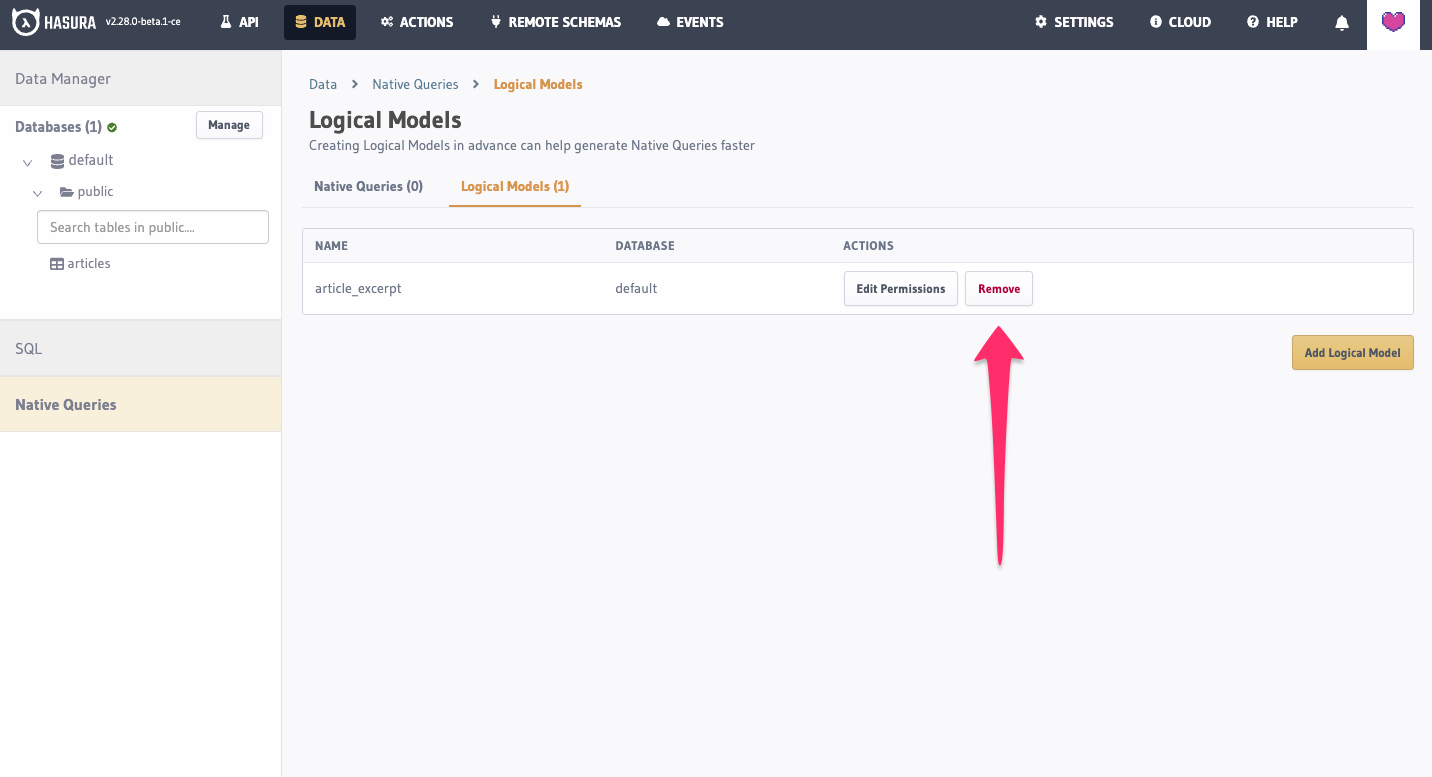 HASURA v2.28.0-beta.1-ce API DATA ACTIONS REMOTE SCHEMAS EVENTS SETTINGS CLOUD HELP
Data Manager
Databases (1) Manage
default
public
Search tables in public....
articles
SQL
Native Queries
Data > Native Queries > Logical Models
Logical Models
Creating Logical Models in advance can help generate Native Queries faster
Native Queries (0) Logical Models (1)
NAME DATABASE ACTIONS
article_excerpt default Edit Permissions Remove
Add Logical Model